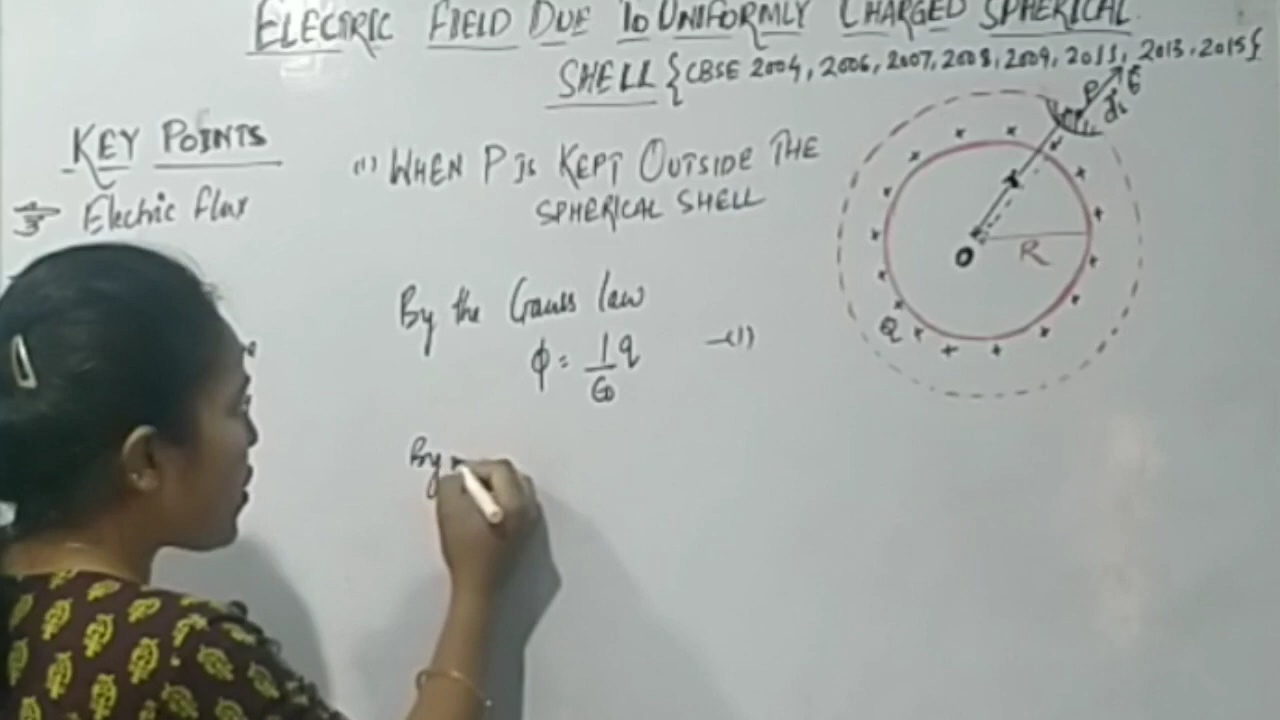 ELECTRIC FIELD DUE TO UNIFORMLY CHARGED SPHERICAL
SHELL {CBSE 2004, 2006, 2007, 2008, 2009, 2011, 2013, 2015}
KEY POINTS
Electric flux
(1) WHEN P IS KEPT OUTSIDE THE
SPHERICAL SHELL
By the Gauss law
ϕ = 1/ϵ0 q —(1)
By
P E
O R
Q